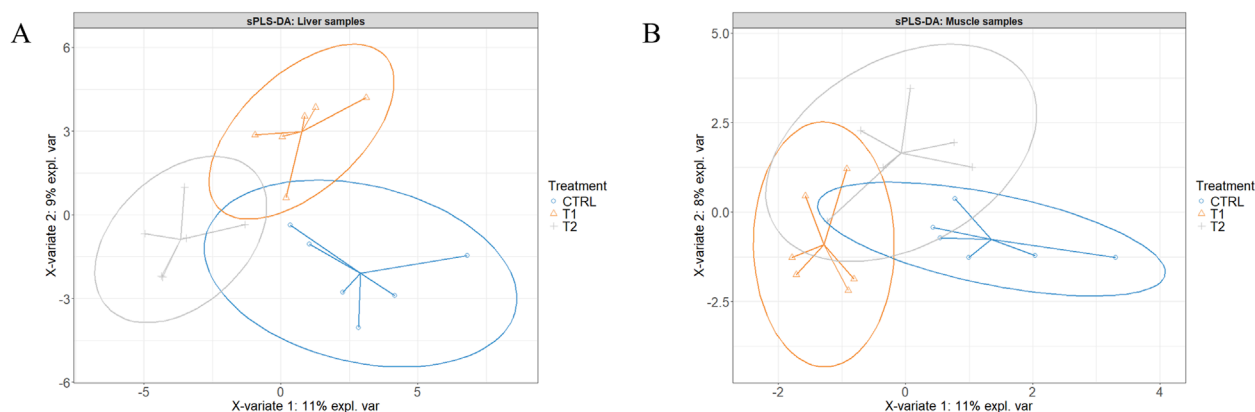 A
sPLS-DA: Liver samples
6
3
0
-3
-6
X-variate 2: 9% expl. var
-5
0
5
X-variate 1: 11% expl. var
Treatment
CTRL
T1
T2
B
sPLS-DA: Muscle samples
5.0
2.5
0.0
-2.5
X-variate 2: 8% expl. var
-2
0
2
4
X-variate 1: 11% expl. var
Treatment
CTRL
T1
T2